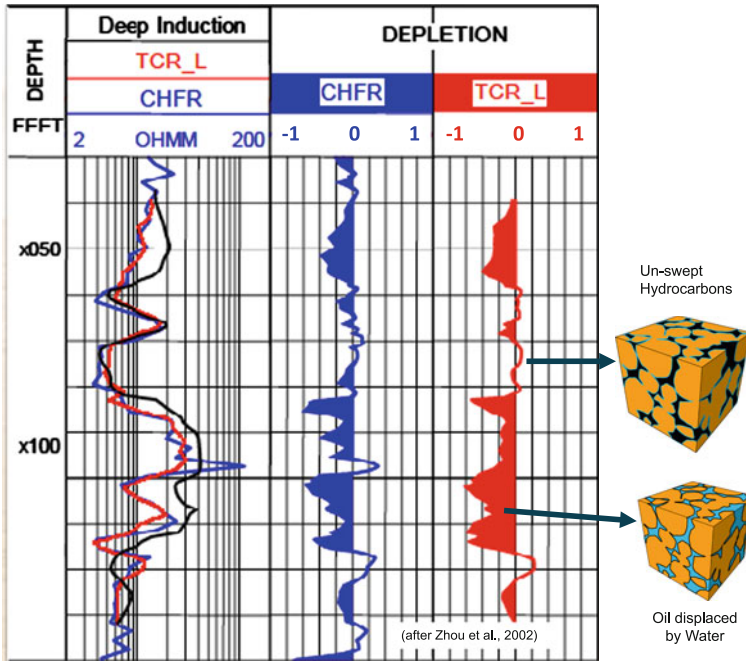 DEPTH
FFFT
Deep Induction
TCR_L
CHFR
2 OHMM 200
DEPLETION
CHFR
-1 0 1
TCR_L
-1 0 1
x050
x100
Un-swept
Hydrocarbons
Oil displaced
by Water
(after Zhou et al., 2002)